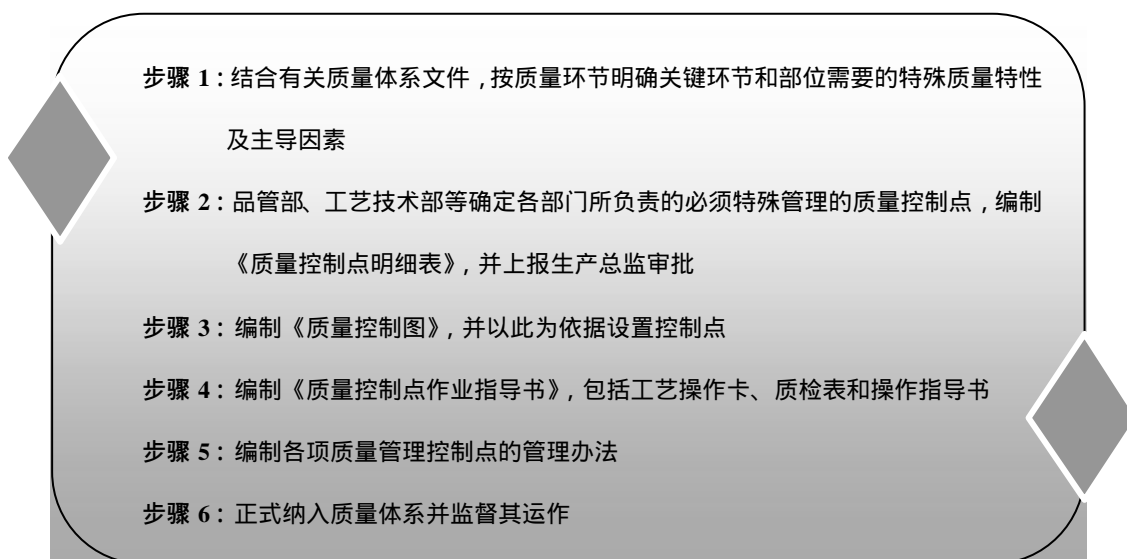 步骤 1：结合有关质量体系文件，按质量环节明确关键环节和部位需要的特殊质量特性
及主导因素
步骤 2：品管部、工艺技术部等确定各部门所负责的必须特殊管理的质量控制点，编制
《质量控制点明细表》，并上报生产总监审批
步骤 3：编制《质量控制图》，并以此为依据设置控制点
步骤 4：编制《质量控制点作业指导书》，包括工艺操作卡、质检表和操作指导书
步骤 5：编制各项质量管理控制点的管理办法
步骤 6：正式纳入质量体系并监督其运作